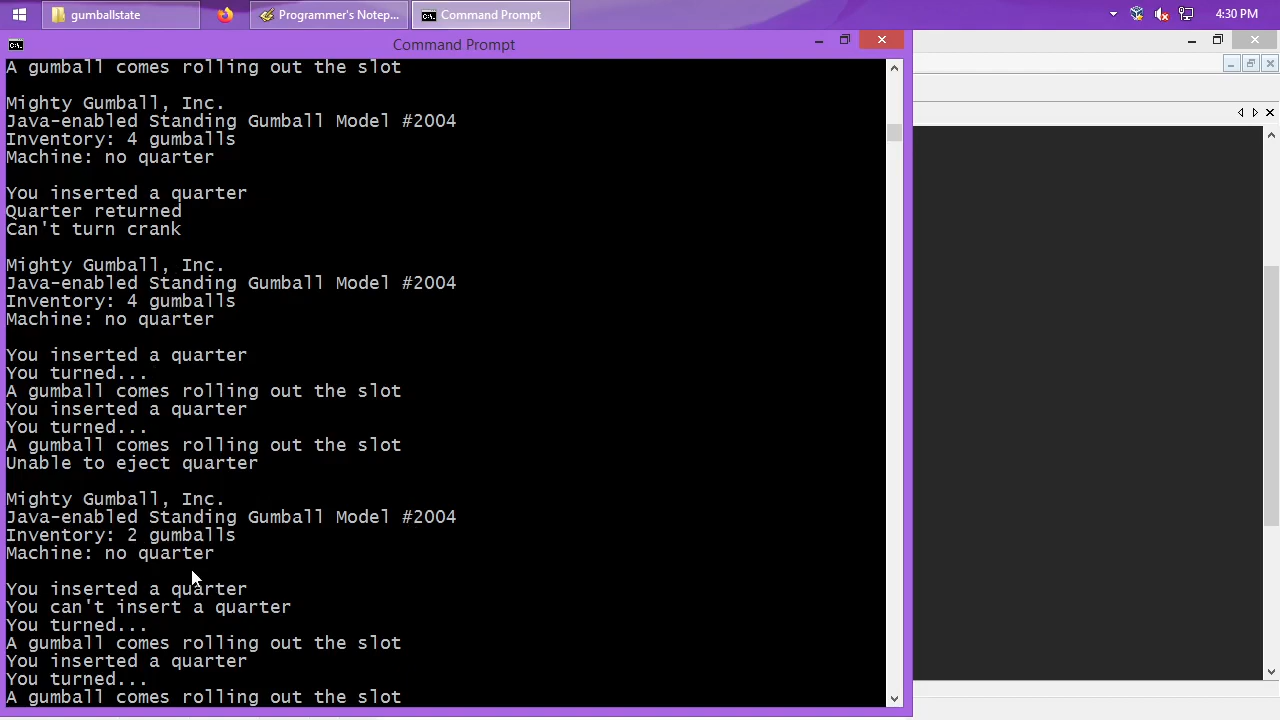 gumballstate
Programmer's Notep...
Command Prompt
4:30 PM
Command Prompt
A gumball comes rolling out the slot
Mighty Gumball, Inc.
Java-enabled Standing Gumball Model #2004
Inventory: 4 gumballs
Machine: no quarter
You inserted a quarter
Quarter returned
Can't turn crank
Mighty Gumball, Inc.
Java-enabled Standing Gumball Model #2004
Inventory: 4 gumballs
Machine: no quarter
You inserted a quarter
You turned...
A gumball comes rolling out the slot
You inserted a quarter
You turned...
A gumball comes rolling out the slot
Unable to eject quarter
Mighty Gumball, Inc.
Java-enabled Standing Gumball Model #2004
Inventory: 2 gumballs
Machine: no quarter
You inserted a quarter
You can't insert a quarter
You turned...
A gumball comes rolling out the slot
You inserted a quarter
You turned...
A gumball comes rolling out the slot